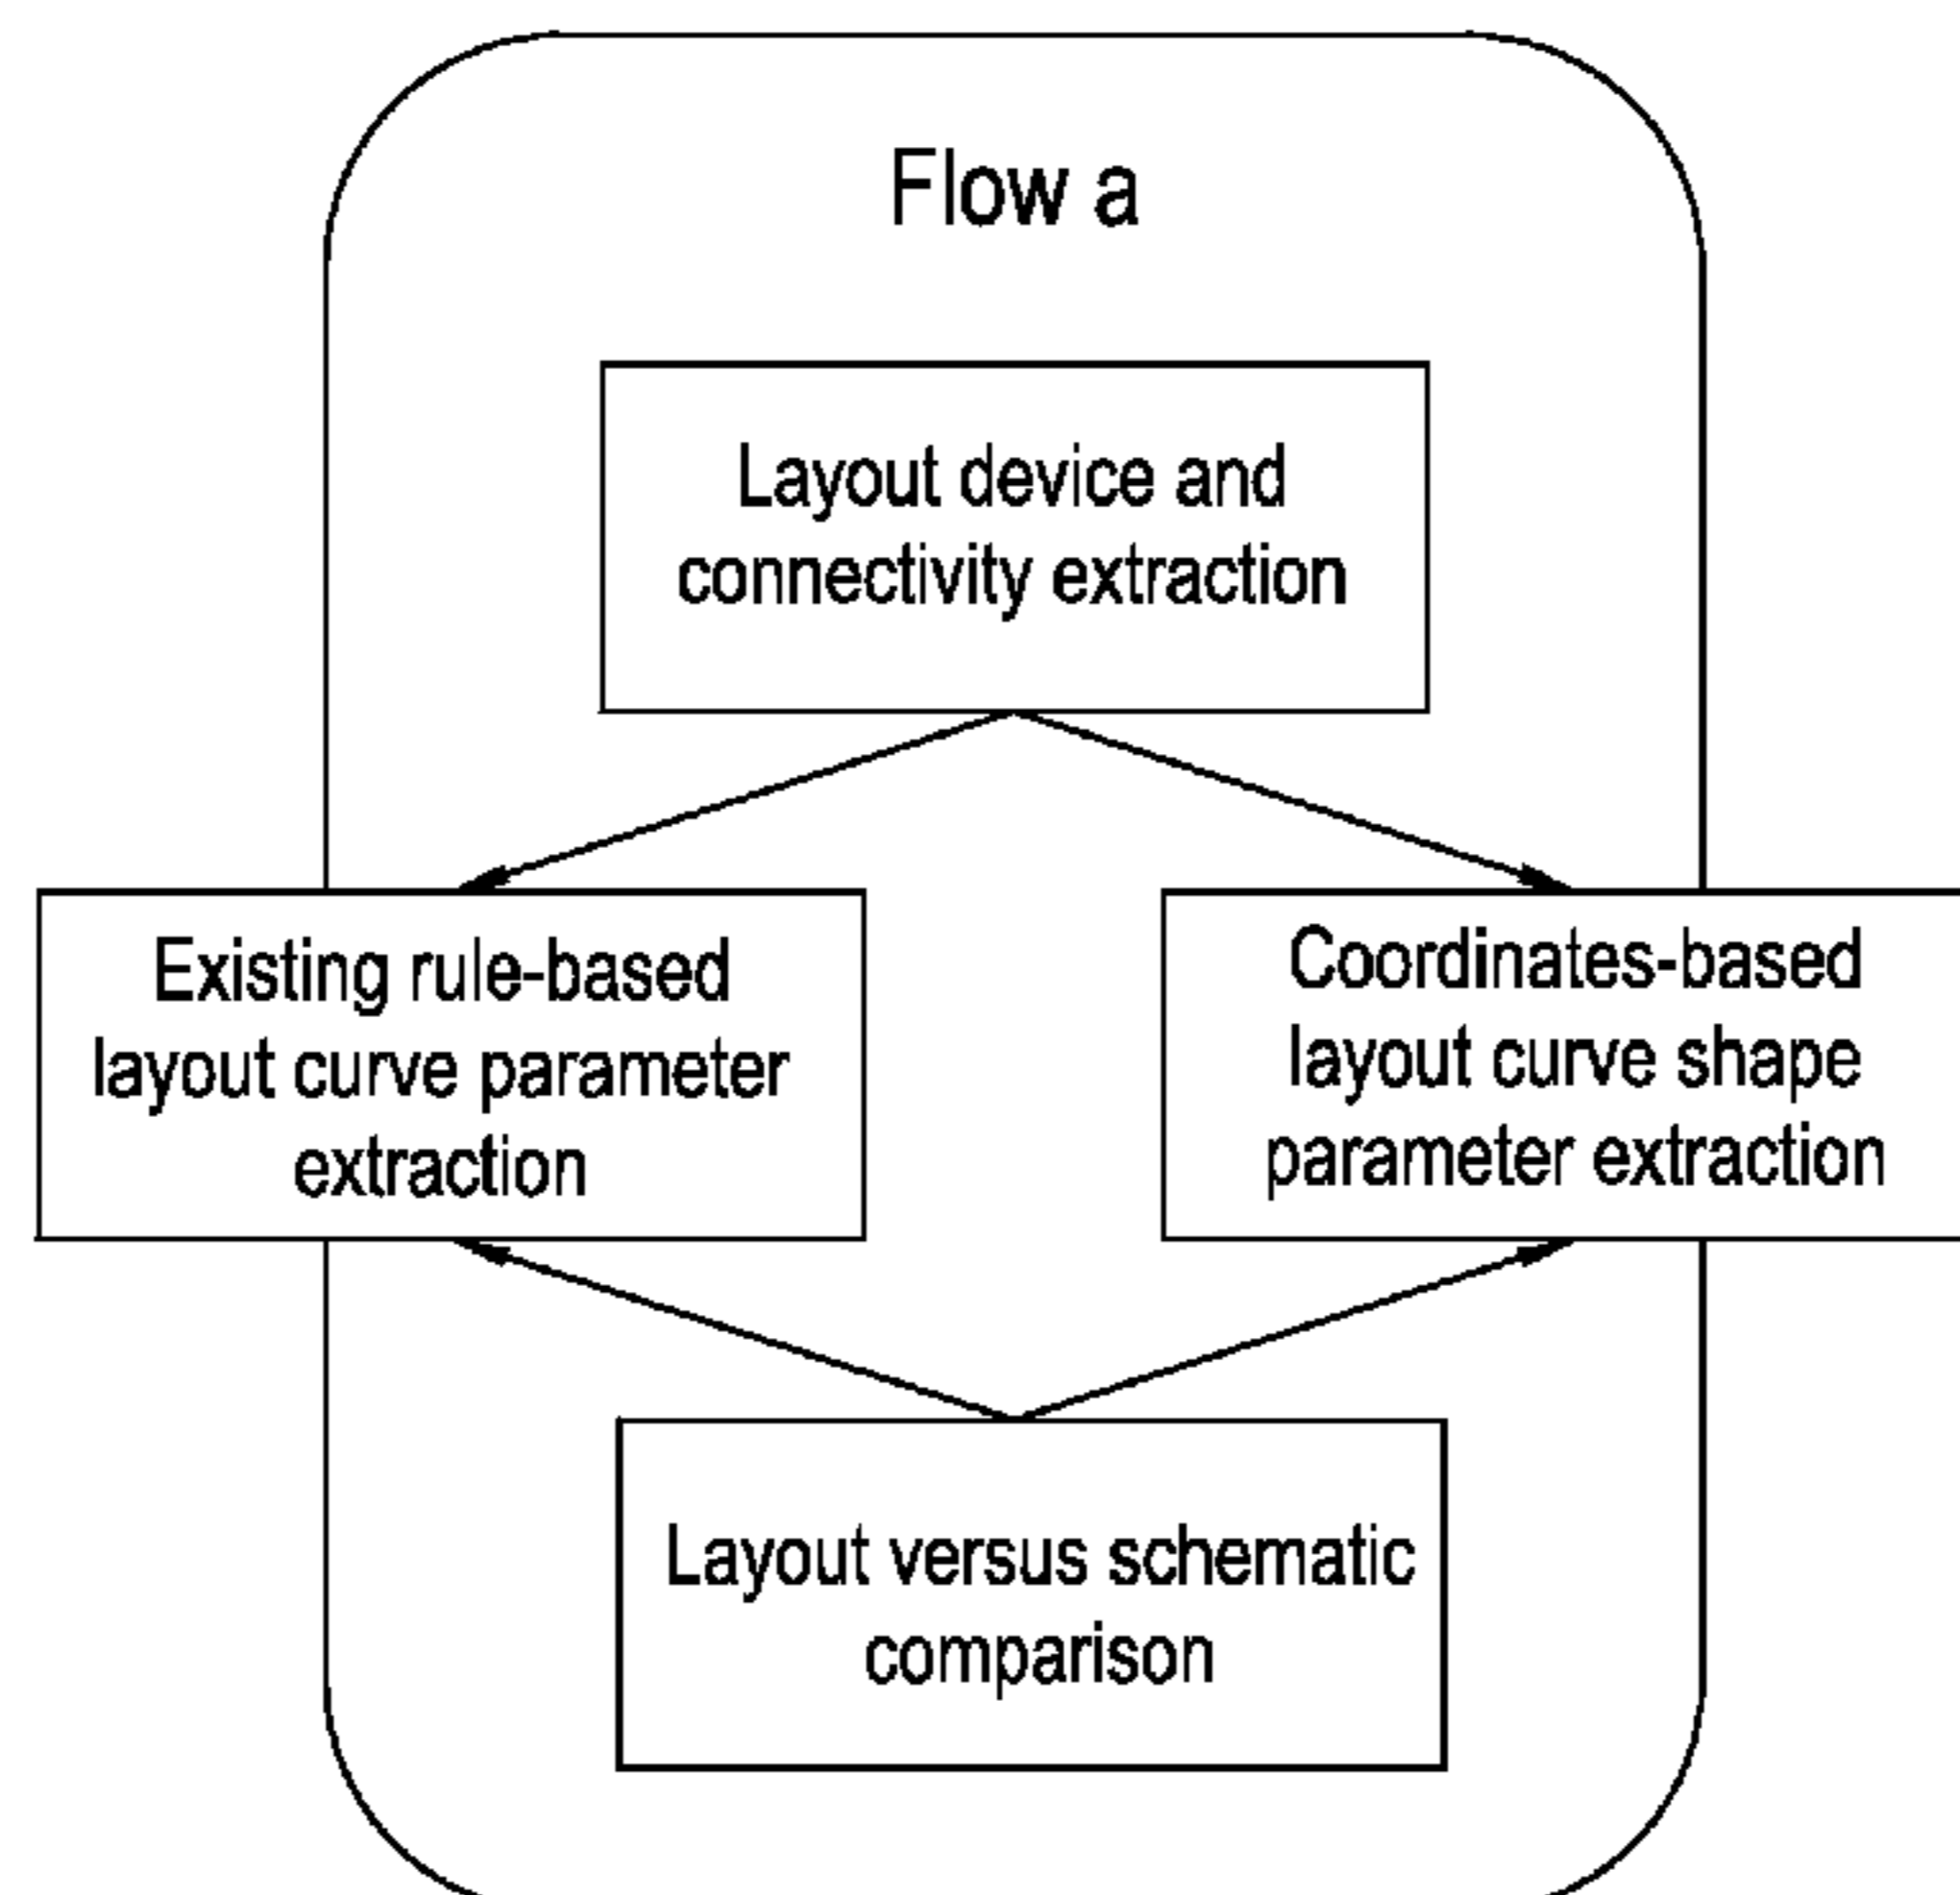 Flow a
Layout device and
connectivity extraction
Existing rule-based
layout curve parameter
extraction
Coordinates-based
layout curve shape
parameter extraction
Layout versus schematic
comparison